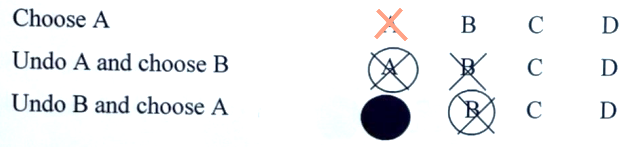 Choose A A B C D
Undo A and choose B A B C D
Undo B and choose A B C D